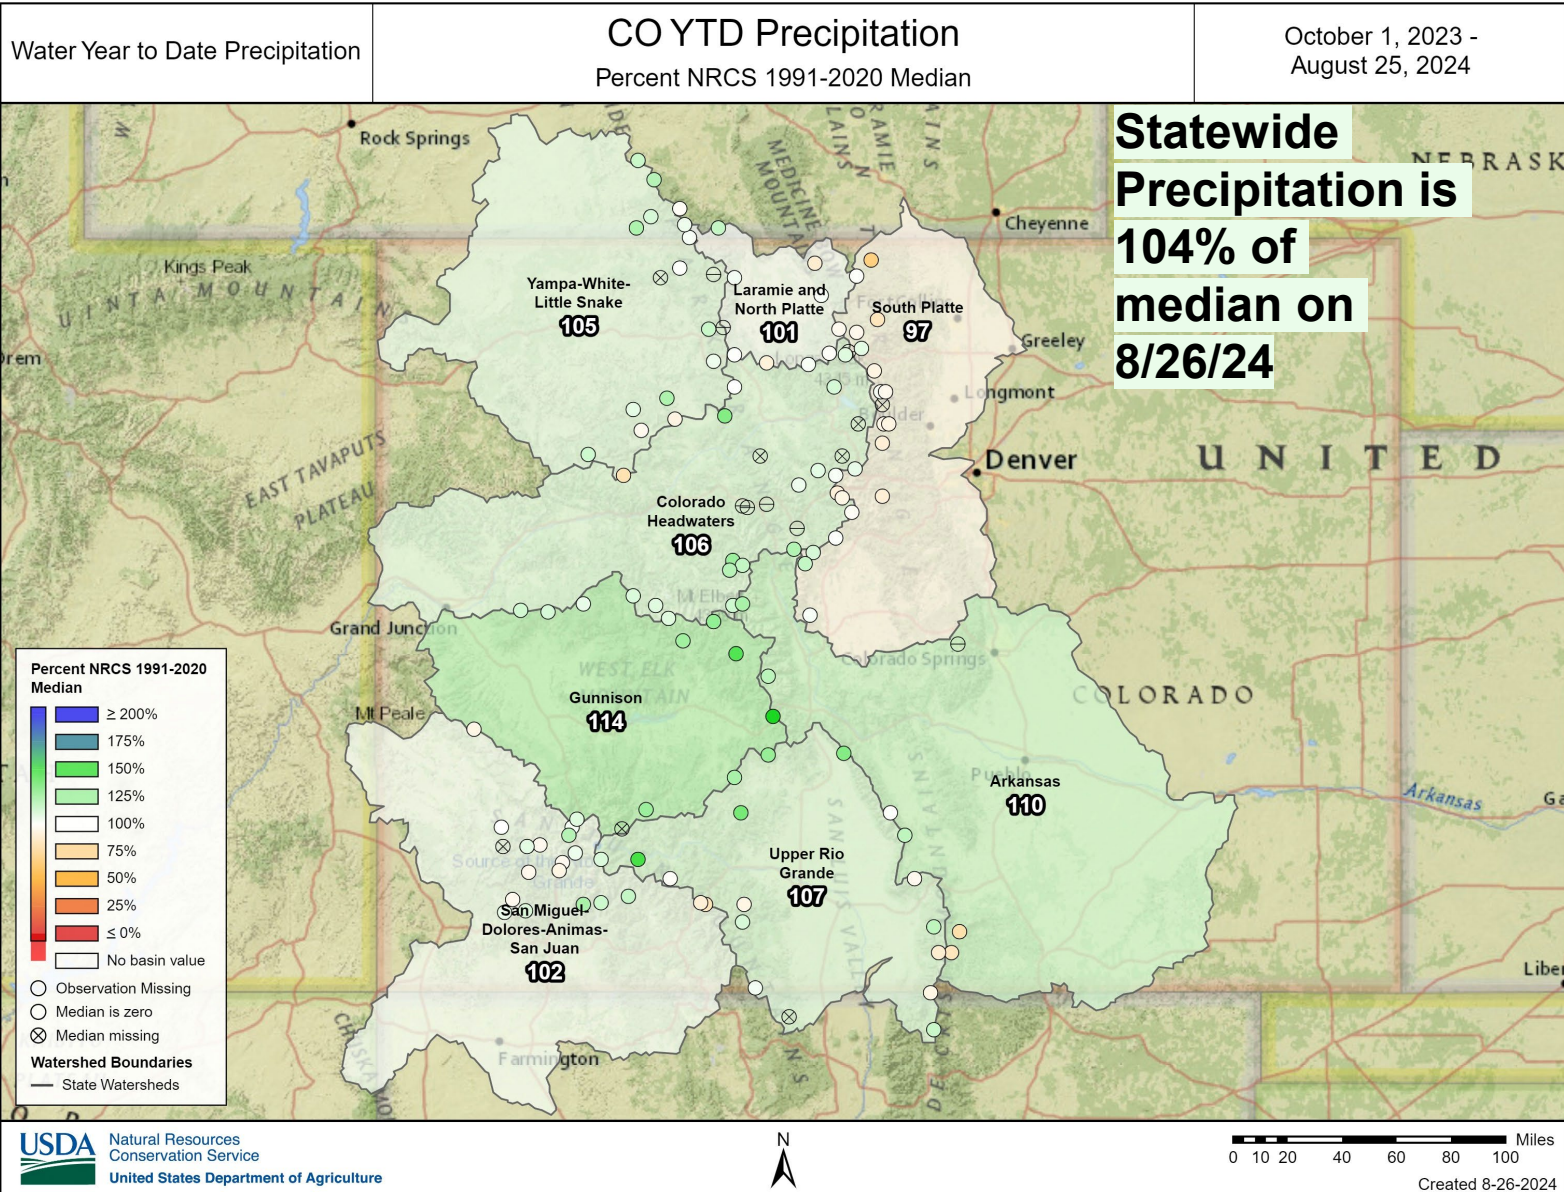 Water Year to Date Precipitation
CO YTD Precipitation
Percent NRCS 1991-2020 Median
October 1, 2023 -
August 25, 2024
Statewide
Precipitation is
104% of
median on
8/26/24
Rock Springs
MEDICINE
Cheyenne
Kings Peak
UINTA MOUNTAIN
Yampa-White-
Little Snake
105
Laramie and
North Platte
101
South Platte
97
Greeley
Longmont
Boulder
Denver
UNITED
EAST TAVAPUTS
PLATEAU
Colorado
Headwaters
106
Grand Junction
Colorado Springs
COLORADO
WEST ELK
MOUNTAIN
Gunnison
114
Mt Peale
Pueblo
Arkansas
110
Arkansas
Upper Rio
Grande
107
San Miguel-
Dolores-Animas-
San Juan
102
Farmington
Percent NRCS 1991-2020
Median
≥ 200%
175%
150%
125%
100%
75%
50%
25%
≤ 0%
No basin value
Observation Missing
Median is zero
Median missing
Watershed Boundaries
State Watersheds
USDA
Natural Resources
Conservation Service
United States Department of Agriculture
N
Miles
0 10 20 40 60 80 100
Created 8-26-2024